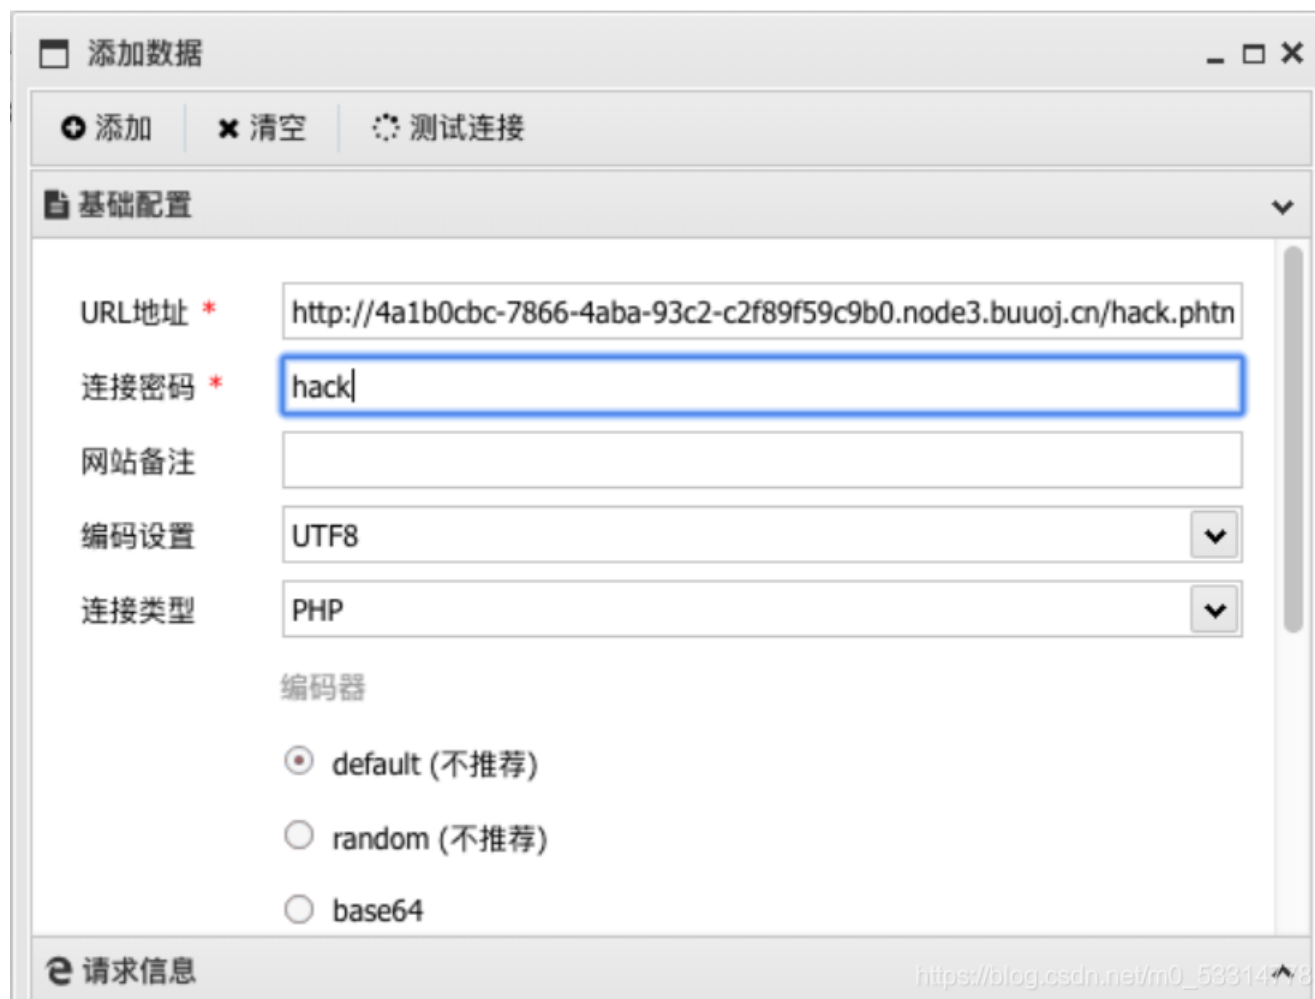 添加数据
添加 清空 测试连接
基础配置
URL地址 * http://4a1b0cbc-7866-4aba-93c2-c2f89f59c9b0.node3.buuoj.cn/hack.phtn
连接密码 * hack
网站备注
编码设置 UTF8
连接类型 PHP
编码器
default (不推荐)
random (不推荐)
base64
请求信息